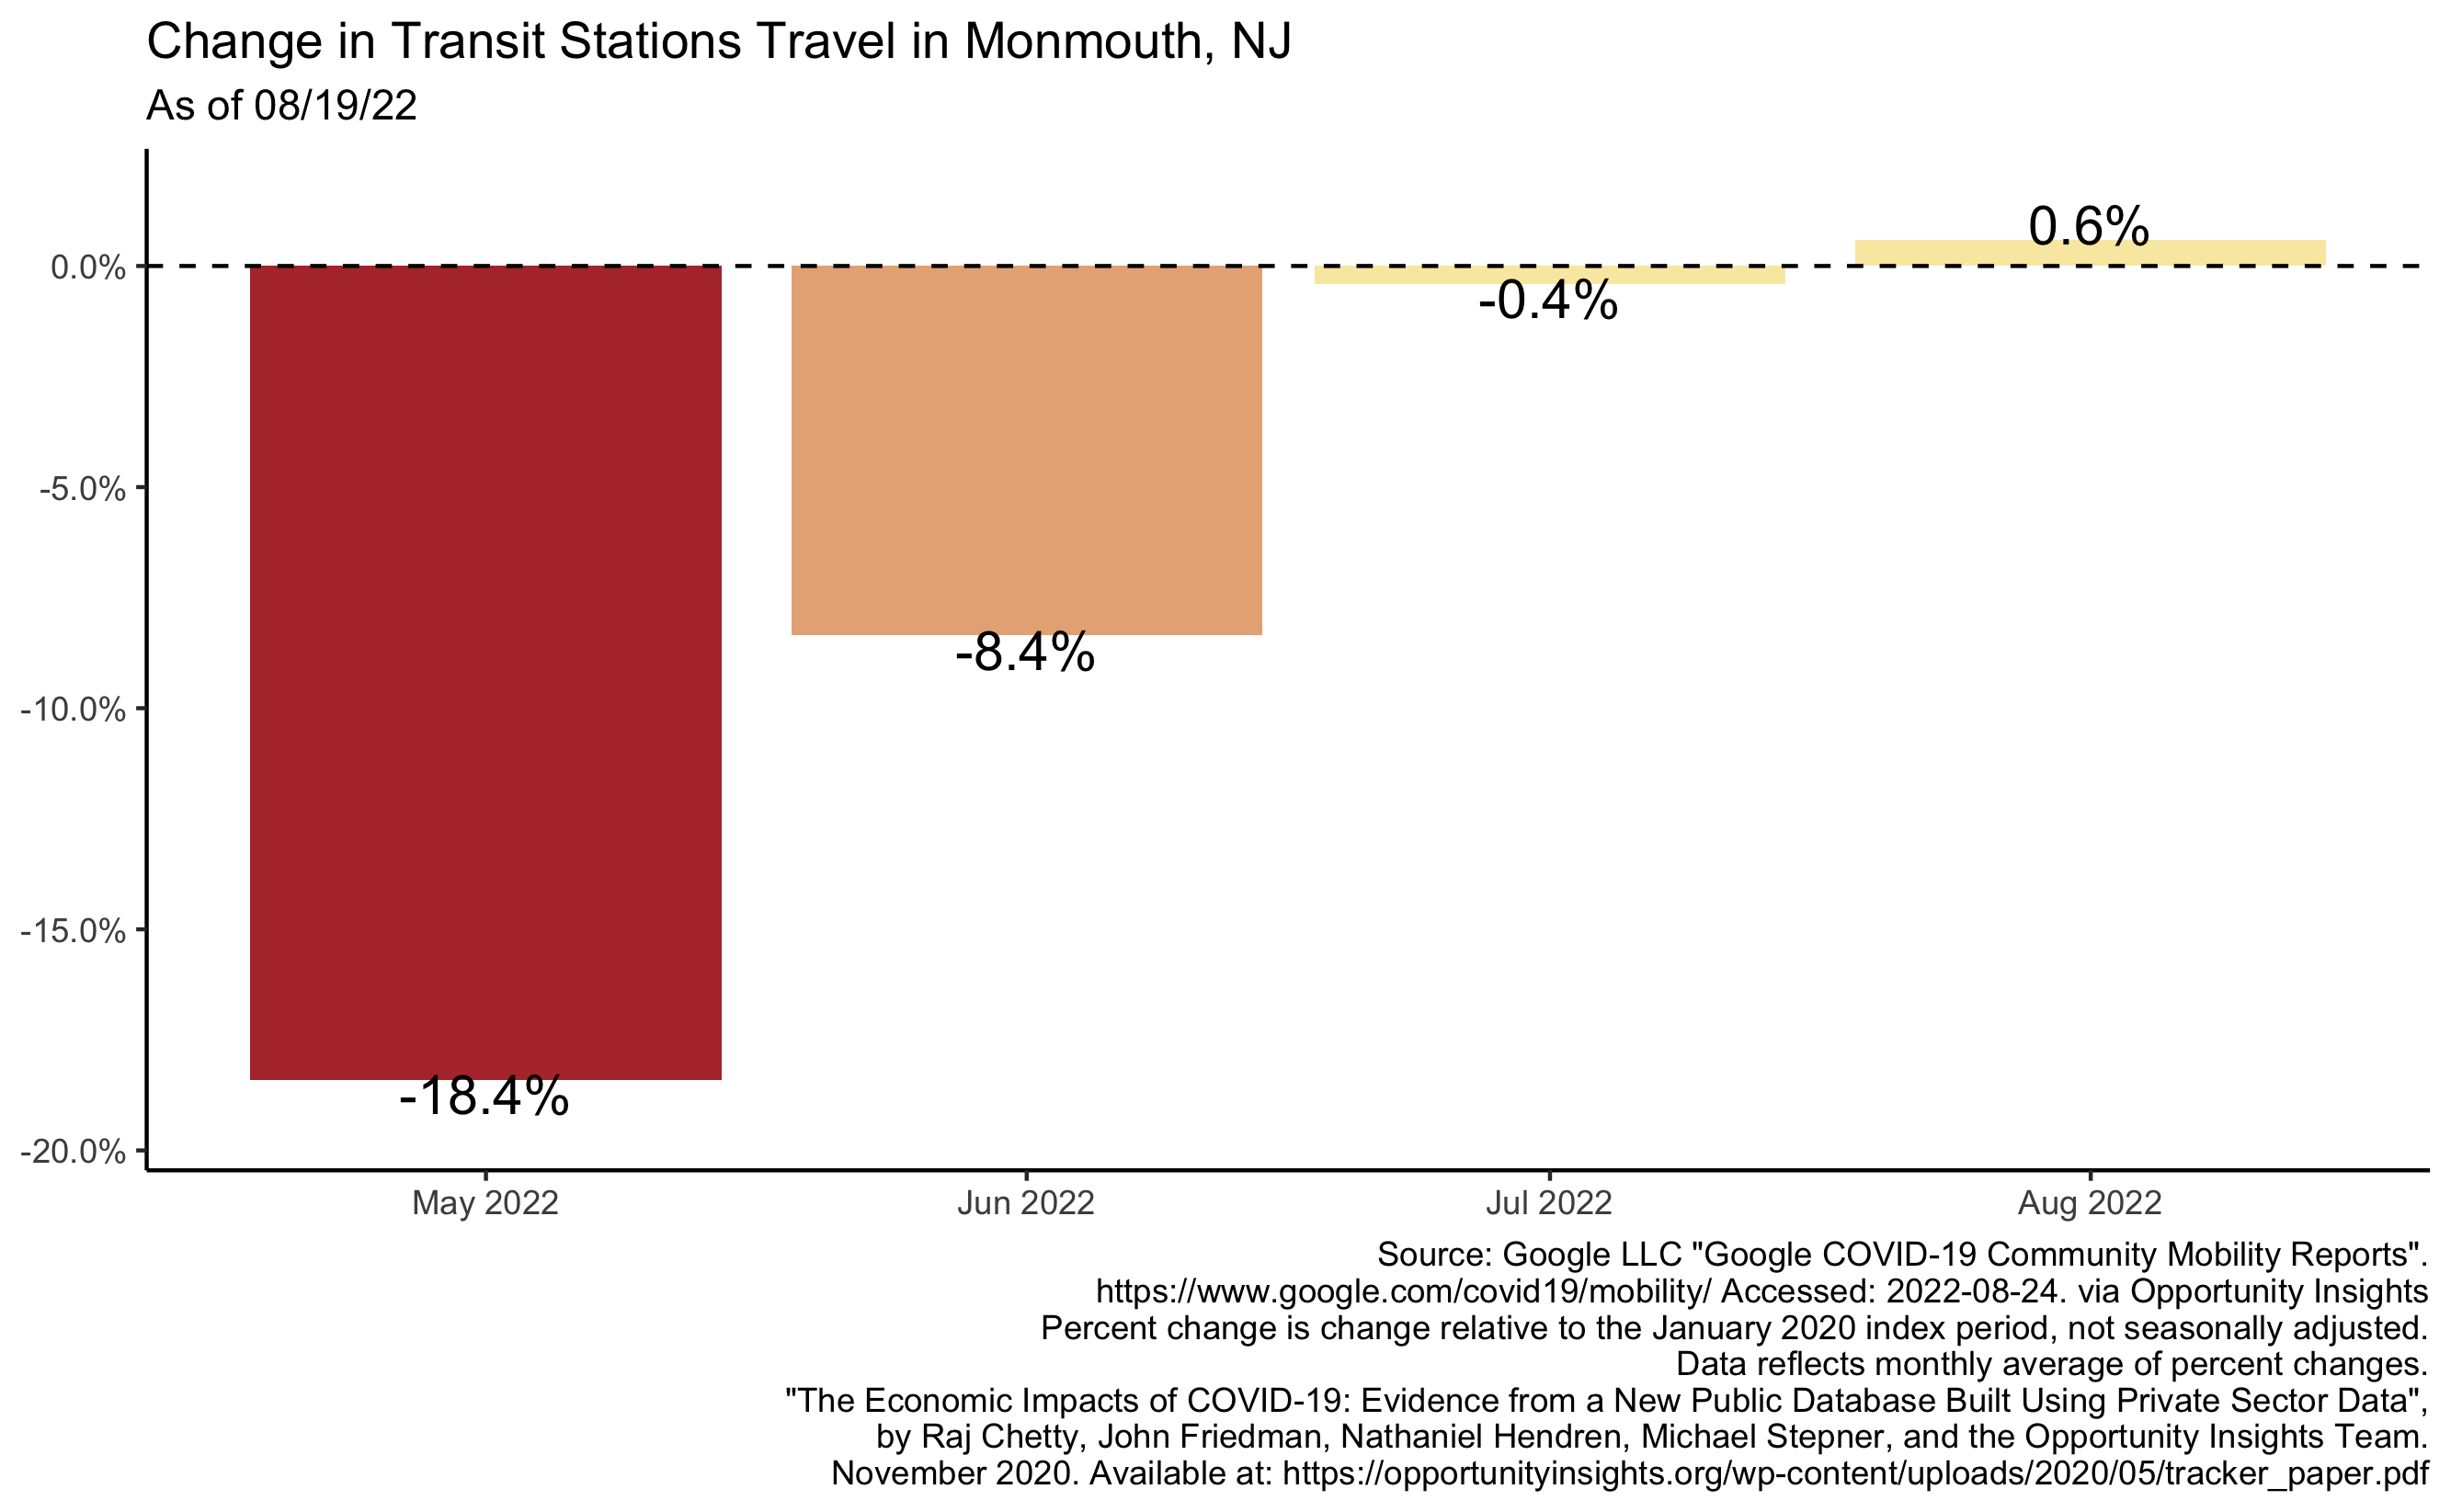 Change in Transit Stations Travel in Monmouth, NJ
As of 08/19/22
0.6%
0.0%
-0.4%
-5.0%
-8.4%
-10.0%
-15.0%
-18.4%
-20.0%
May 2022
Jun 2022
Jul 2022
Aug 2022
Source: Google LLC "Google COVID-19 Community Mobility Reports".
https://www.google.com/covid19/mobility/ Accessed: 2022-08-24. via Opportunity Insights
Percent change is change relative to the January 2020 index period, not seasonally adjusted.
Data reflects monthly average of percent changes.
"The Economic Impacts of COVID-19: Evidence from a New Public Database Built Using Private Sector Data",
by Raj Chetty, John Friedman, Nathaniel Hendren, Michael Stepner, and the Opportunity Insights Team.
November 2020. Available at: https://opportunityinsights.org/wp-content/uploads/2020/05/tracker_paper.pdf